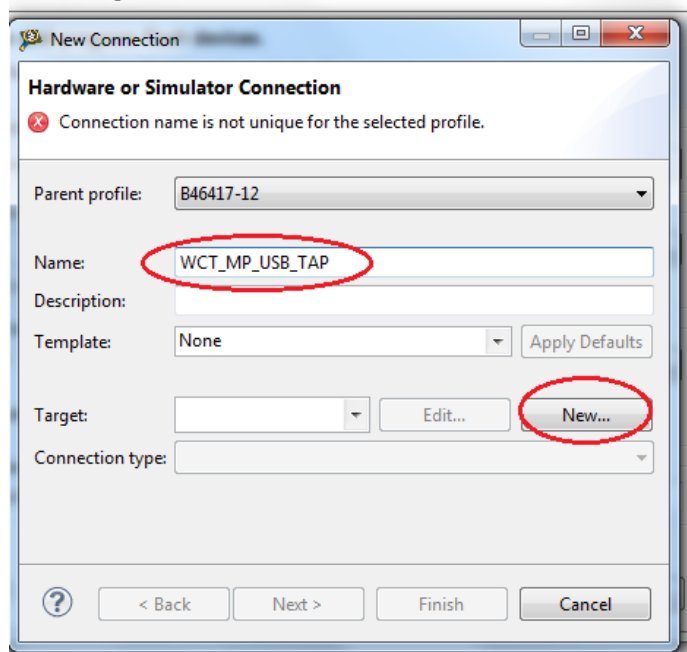 New Connection
devices.
Hardware or Simulator Connection
Connection name is not unique for the selected profile.
Parent profile: B46417-12
Name: WCT_MP_USB_TAP
Description:
Template: None Apply Defaults
Target: Edit... New...
Connection type:
? < Back Next > Finish Cancel